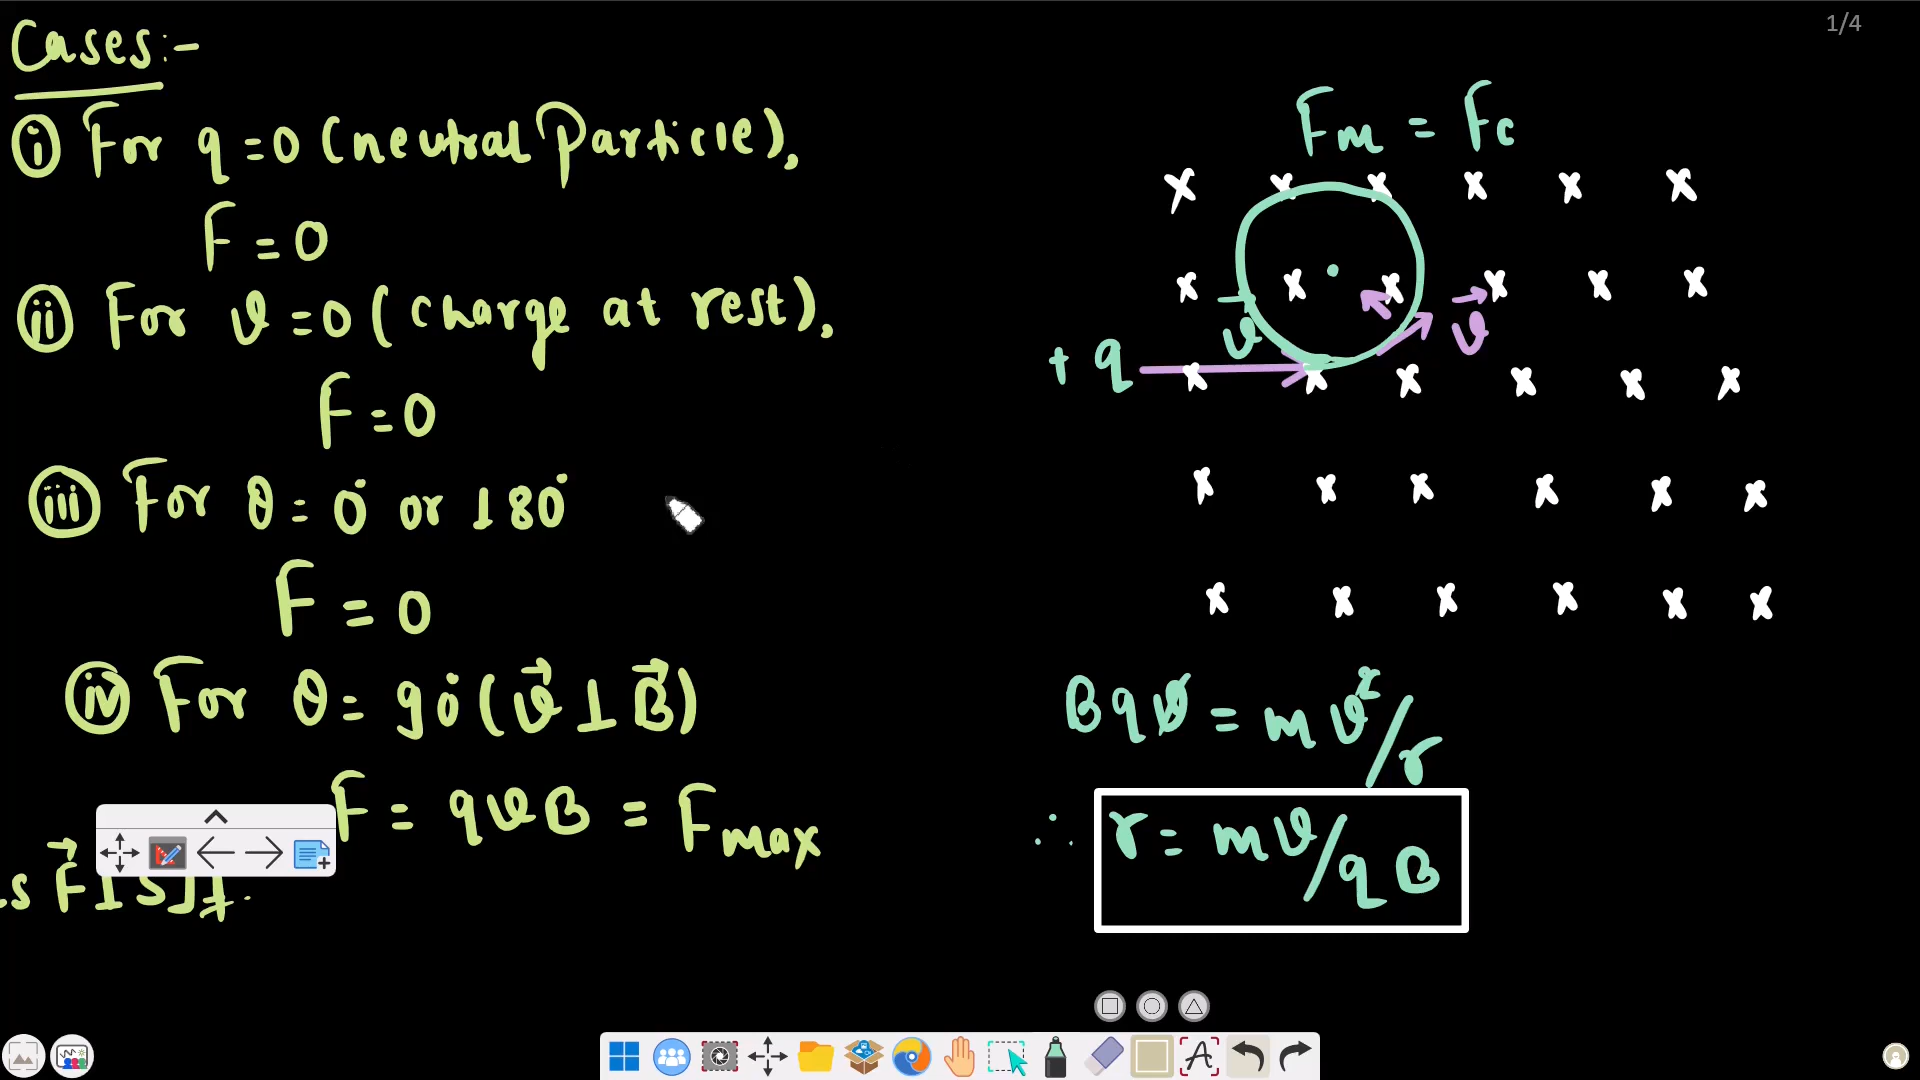 Cases:-
(i) For q=0 (neutral Particle),
F=0
(ii) For v=0 (charge at rest),
F=0
(iii) For θ=0° or 180°
F=0
(iv) For θ=90° (v⃗ ⊥ B⃗)
F = qvB = Fmax
1/4
Fm = Fc
x x x x x x
x x x x x x
v⃗ v⃗
+q
x x x x x x
x x x x x x
x x x x x x
Bqv = mv²/r
∴ r = mv/qB